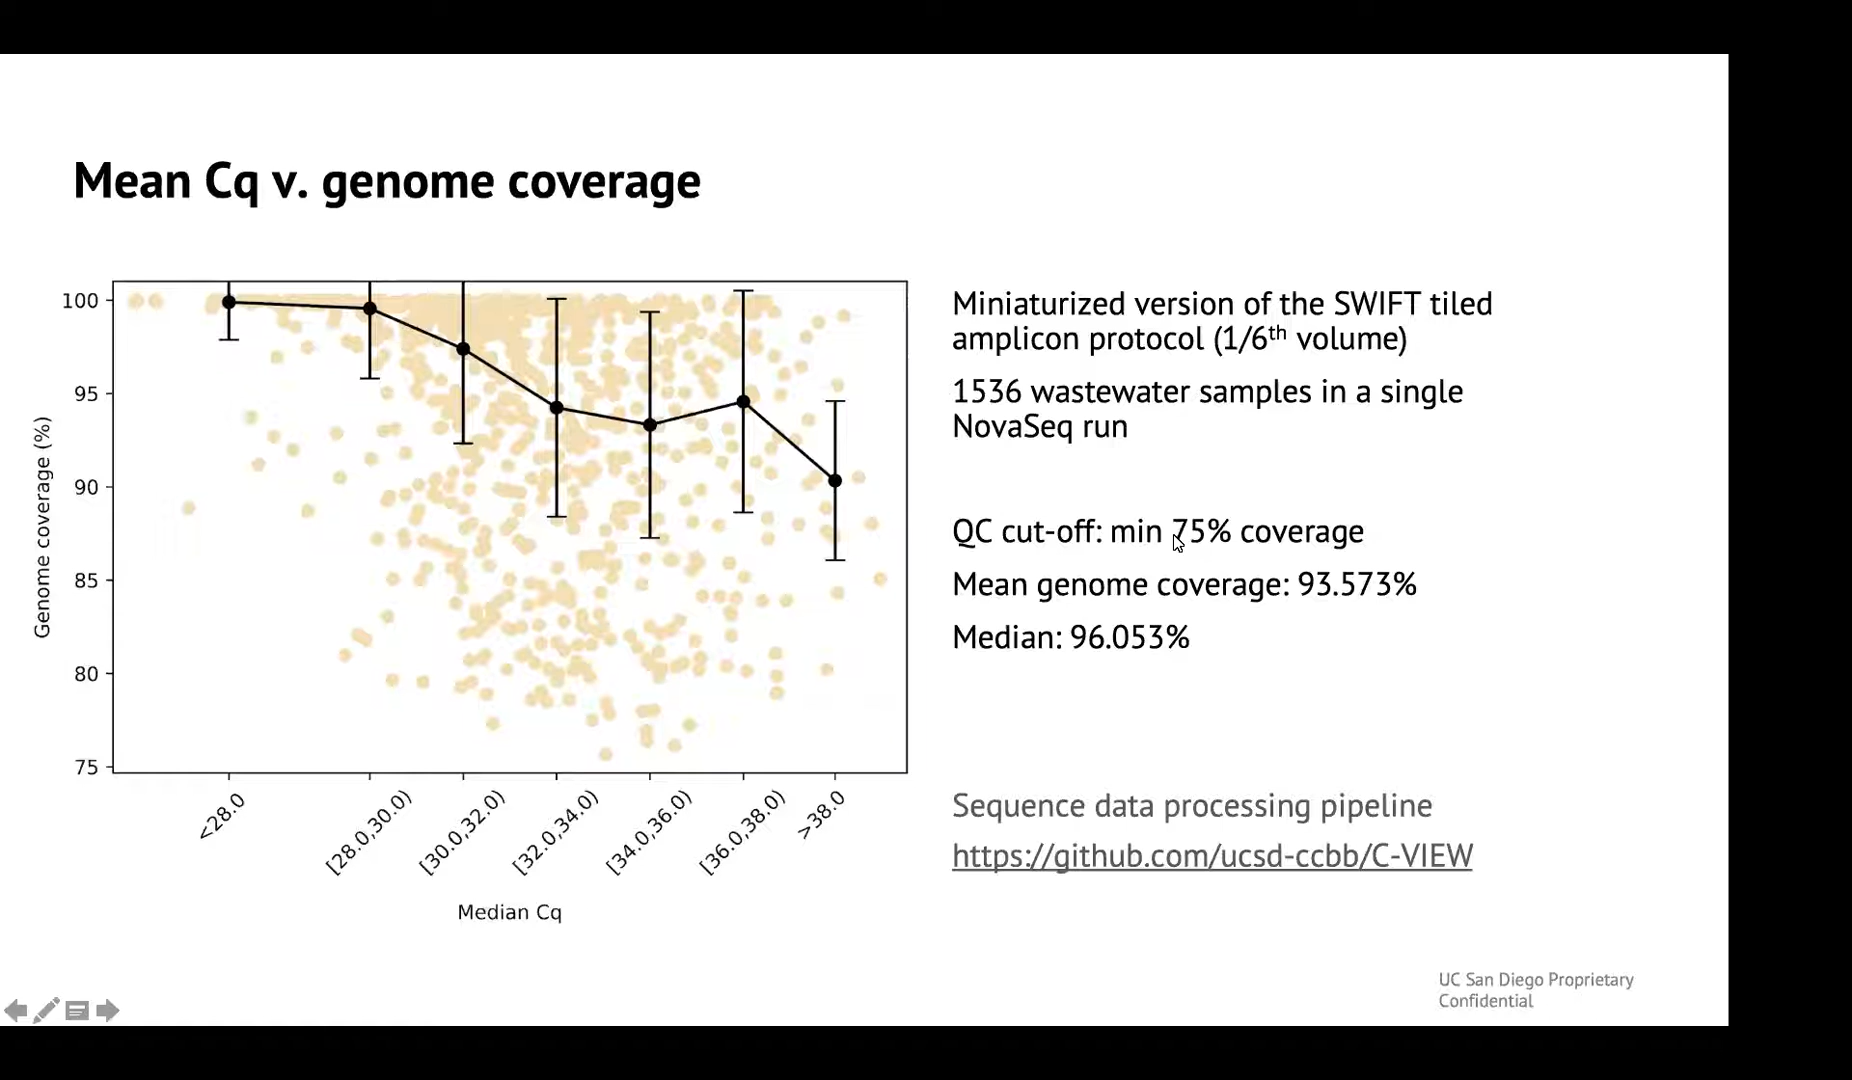 Mean Cq v. genome coverage
100
95
90
85
80
75
Genome coverage (%)
<28.0
[28.0,30.0)
[30.0,32.0)
[32.0,34.0)
[34.0,36.0)
[36.0,38.0)
>38.0
Median Cq
Miniaturized version of the SWIFT tiled
amplicon protocol (1/6th volume)
1536 wastewater samples in a single
NovaSeq run
QC cut-off: min 75% coverage
Mean genome coverage: 93.573%
Median: 96.053%
Sequence data processing pipeline
https://github.com/ucsd-ccbb/C-VIEW
UC San Diego Proprietary
Confidential